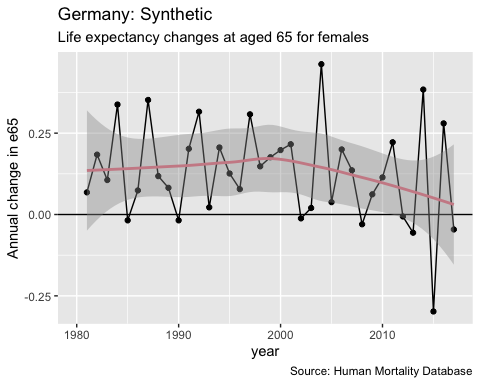 Germany: Synthetic
Life expectancy changes at aged 65 for females
Annual change in e65
0.25
0.00
-0.25
1980
1990
2000
2010
year
Source: Human Mortality Database